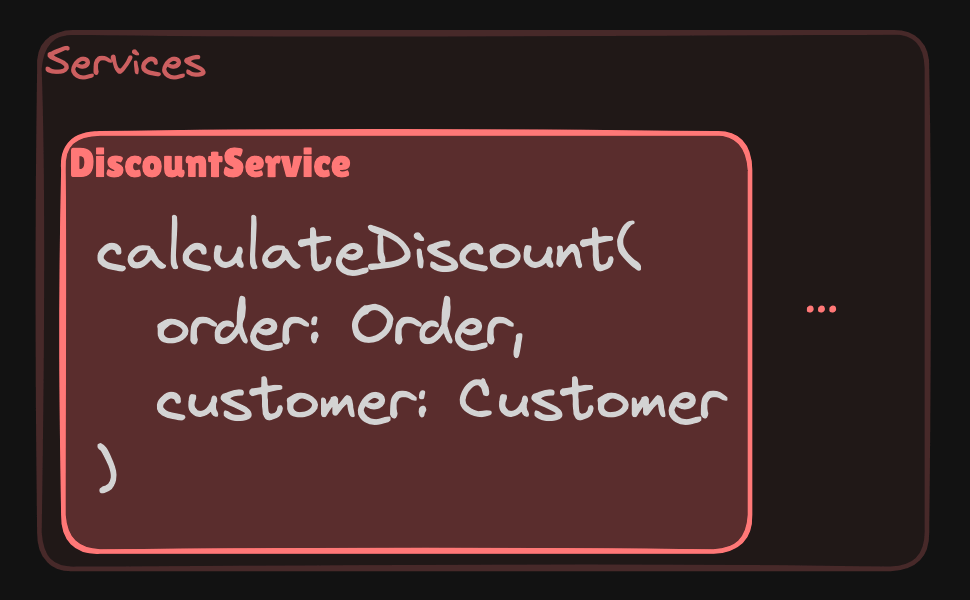 Services
DiscountService
calculateDiscount(
order: Order,
customer: Customer
)
...